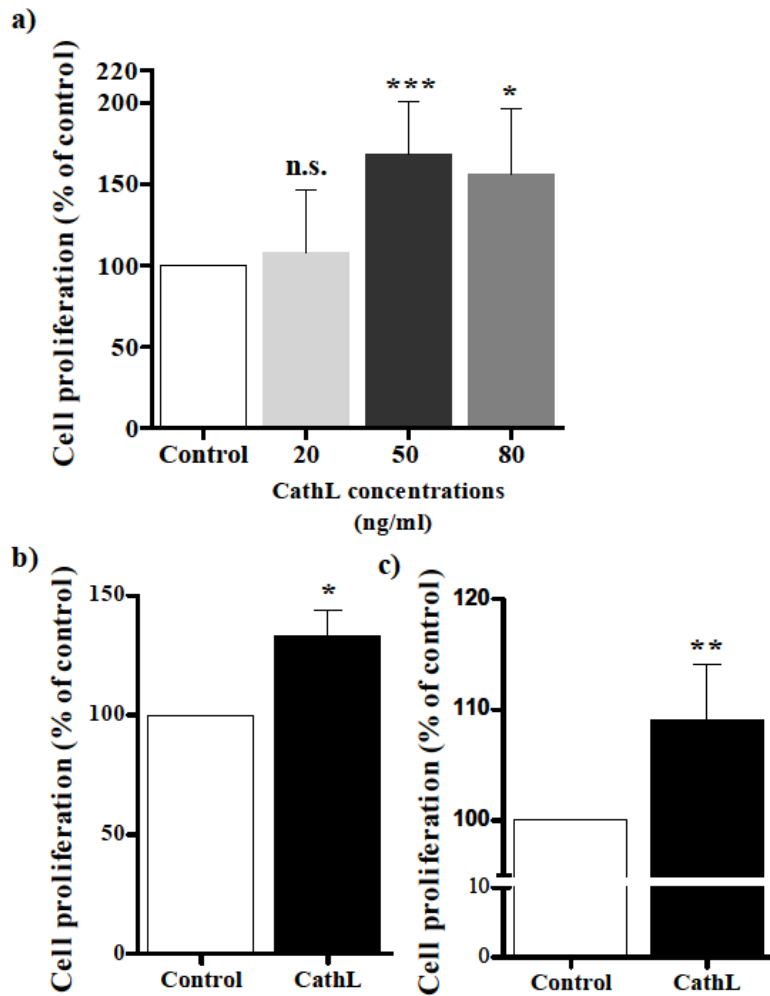 a)
Cell proliferation (% of control)
220
200
150
100
50
0
n.s.
***
*
Control 20 50 80
CathL concentrations
(ng/ml)
b)
Cell proliferation (% of control)
150
100
50
0
*
Control CathL
c)
Cell proliferation (% of control)
120
110
100
10
0
**
Control CathL